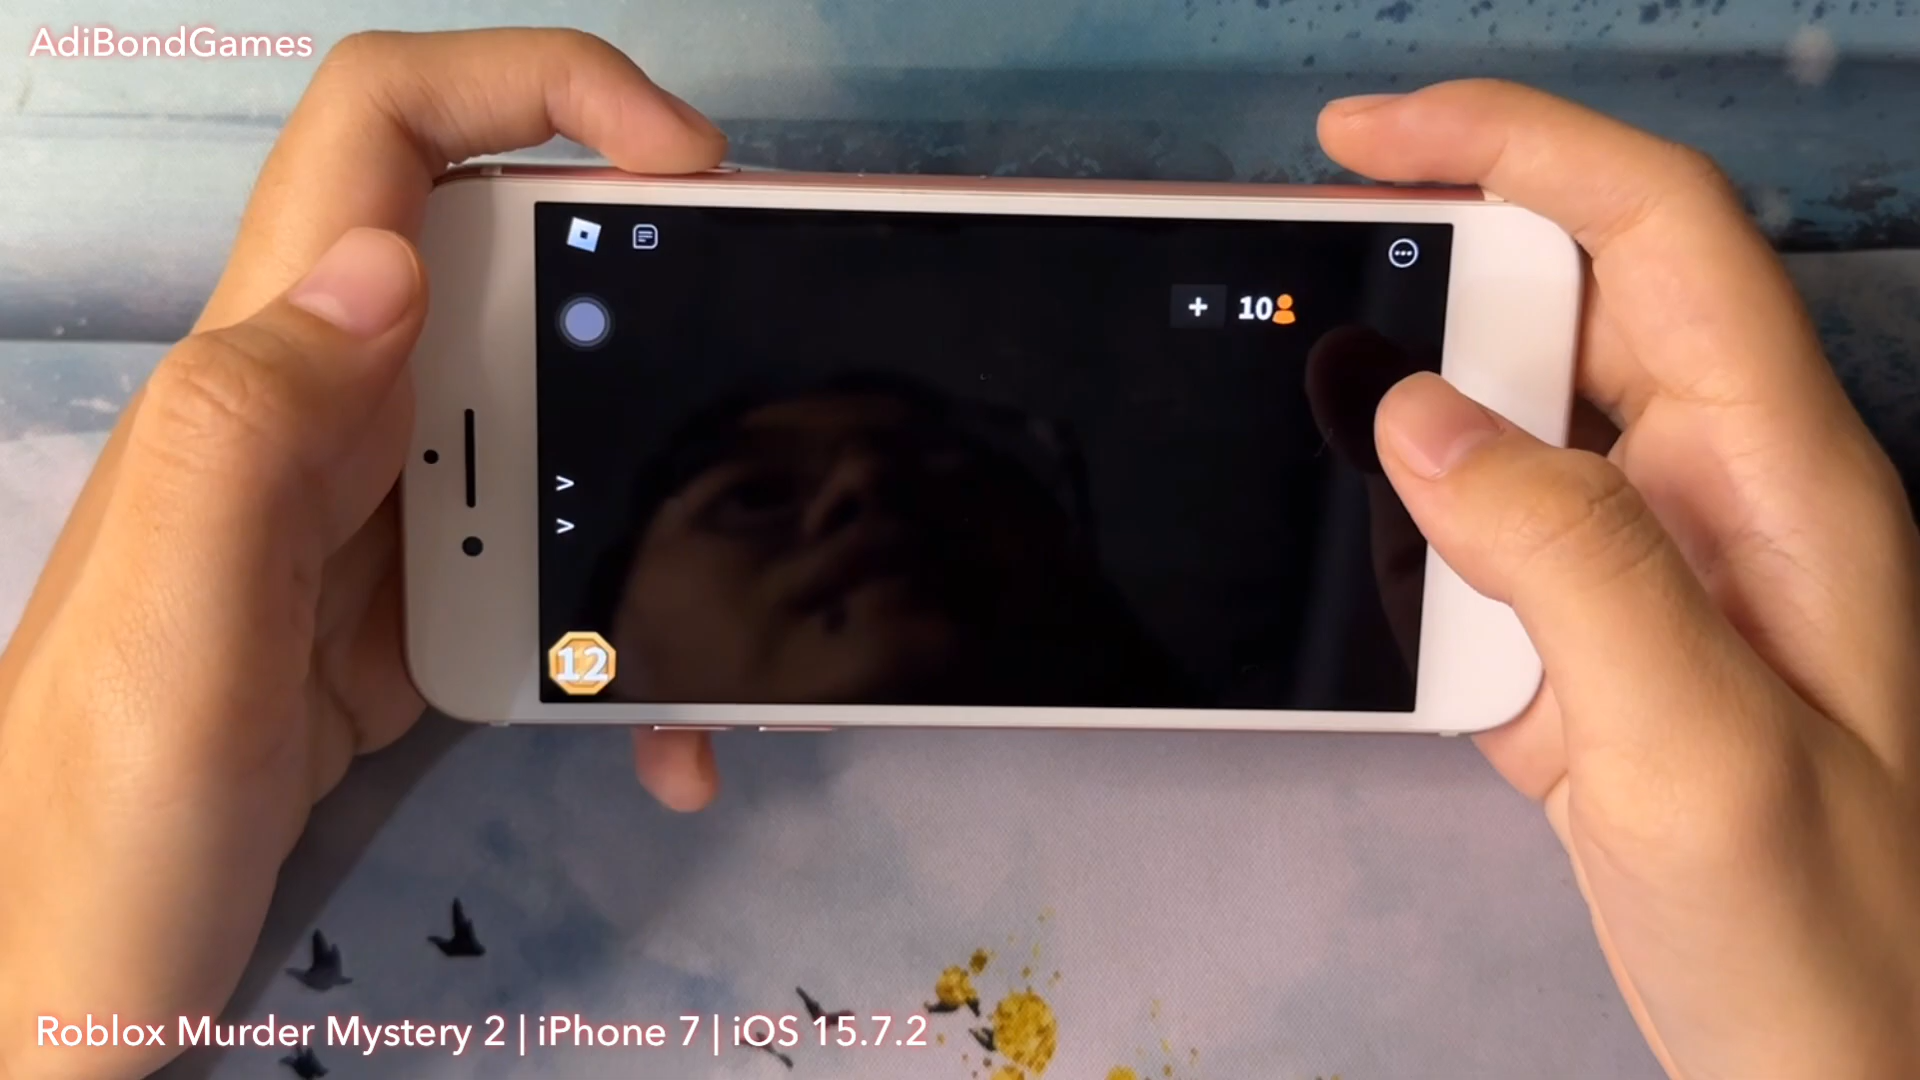 AdiBondGames
+ 10
>
>
12
Roblox Murder Mystery 2 | iPhone 7 | iOS 15.7.2